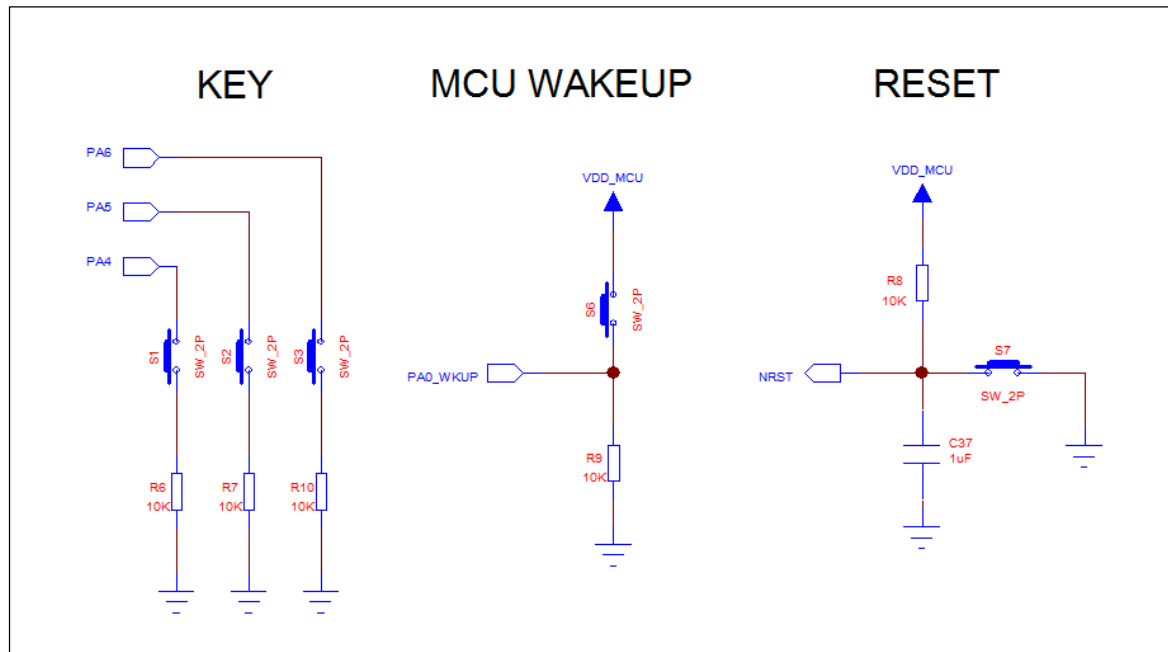 KEY
MCU WAKEUP
RESET
PA6
PA5
PA4
S1
SW_2P
S2
SW_2P
S3
SW_2P
R6
10K
R7
10K
R10
10K
VDD_MCU
S6
SW_2P
PA0_WKUP
R9
10K
VDD_MCU
R8
10K
NRST
S7
SW_2P
C37
1uF